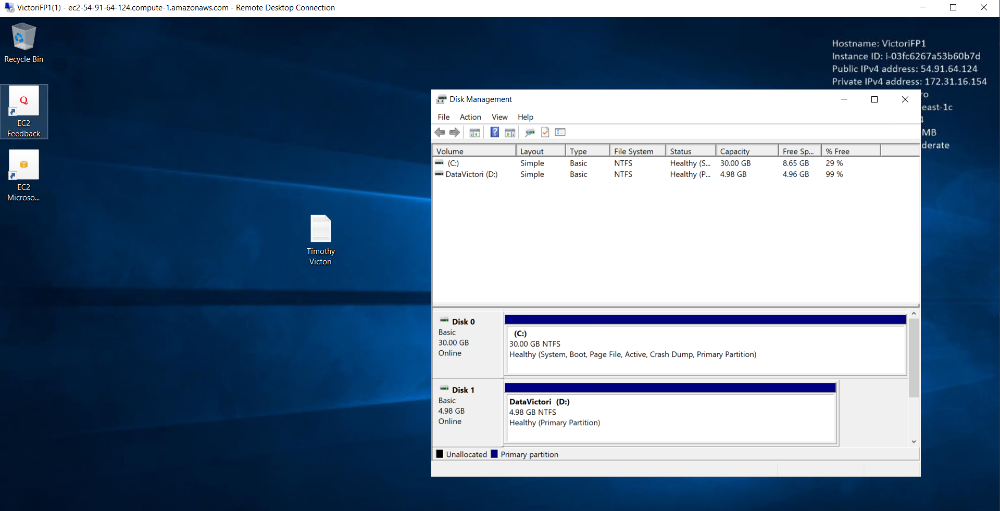 VictoriFP1(1) - ec2-54-91-64-124.compute-1.amazonaws.com - Remote Desktop Connection
Recycle Bin
Q
EC2
Feedback
EC2
Microso...
Timothy
Victori
Hostname: VictoriFP1
Instance ID: i-03fc6267a53b60b7d
Public IPv4 address: 54.91.64.124
Private IPv4 address: 172.31.16.154
ro
east-1c
4
MB
derate
Disk Management
File Action View Help
?
Volume Layout Type File System Status Capacity Free Sp... % Free
(C:) Simple Basic NTFS Healthy (S... 30.00 GB 8.65 GB 29 %
DataVictori (D:) Simple Basic NTFS Healthy (P... 4.98 GB 4.96 GB 99 %
Disk 0
Basic
30.00 GB
Online
(C:)
30.00 GB NTFS
Healthy (System, Boot, Page File, Active, Crash Dump, Primary Partition)
Disk 1
Basic
4.98 GB
Online
DataVictori (D:)
4.98 GB NTFS
Healthy (Primary Partition)
Unallocated Primary partition